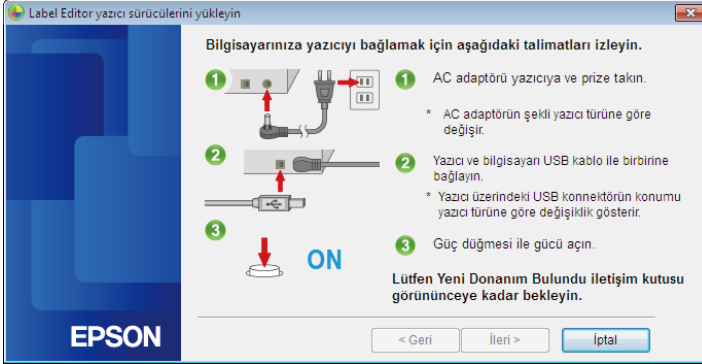 Label Editor yazıcı sürücülerini yükleyin
Bilgisayarınıza yazıcıyı bağlamak için aşağıdaki talimatları izleyin.
1
1 AC adaptörü yazıcıya ve prize takın.
* AC adaptörün şekli yazıcı türüne göre
değişir.
2
2 Yazıcı ve bilgisayarı USB kablo ile birbirine
bağlayın.
* Yazıcı üzerindeki USB konnektörün konumu
yazıcı türüne göre değişiklik gösterir.
3
ON
3 Güç düğmesi ile gücü açın.
Lütfen Yeni Donanım Bulundu iletişim kutusu
görününceye kadar bekleyin.
EPSON
< Geri
İleri >
İptal